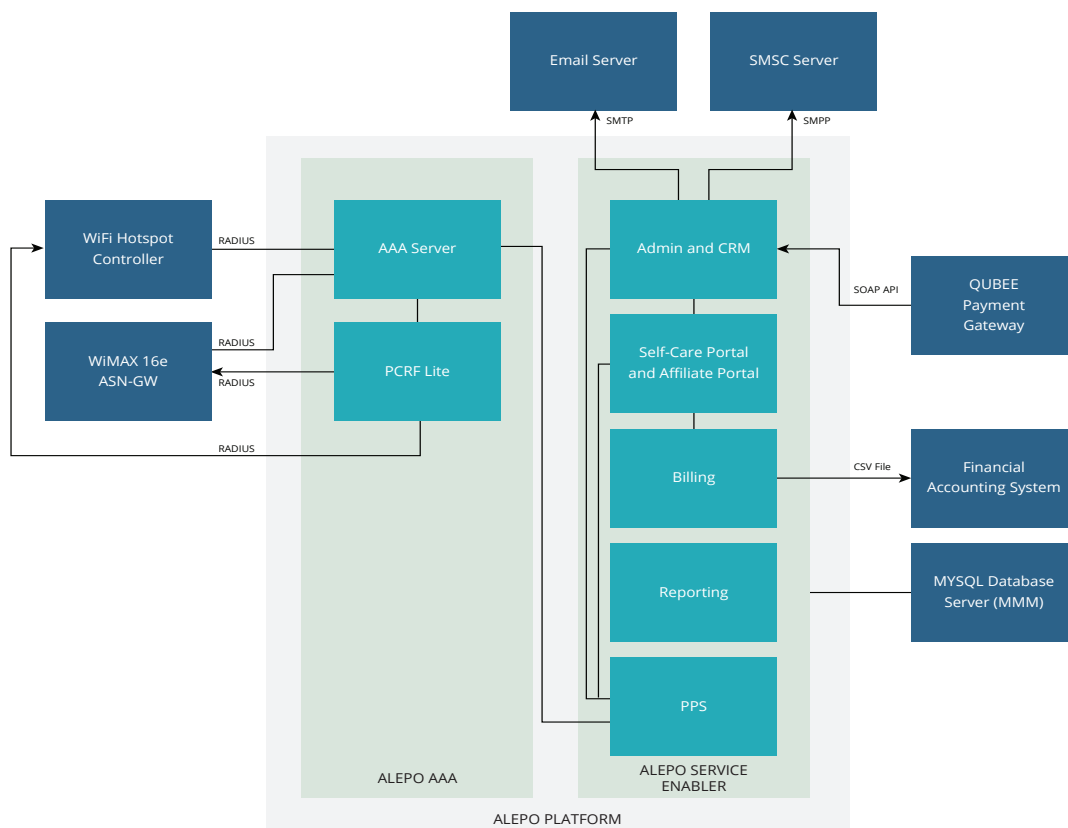 Email Server
SMSC Server
SMTP
SMPP
WiFi Hotspot
Controller
RADIUS
AAA Server
Admin and CRM
SOAP API
QUBEE
Payment
Gateway
WiMAX 16e
ASN-GW
RADIUS
RADIUS
PCRF Lite
Self-Care Portal
and Affiliate Portal
RADIUS
Billing
CSV File
Financial
Accounting System
Reporting
MYSQL Database
Server (MMM)
PPS
ALEPO AAA
ALEPO SERVICE
ENABLER
ALEPO PLATFORM